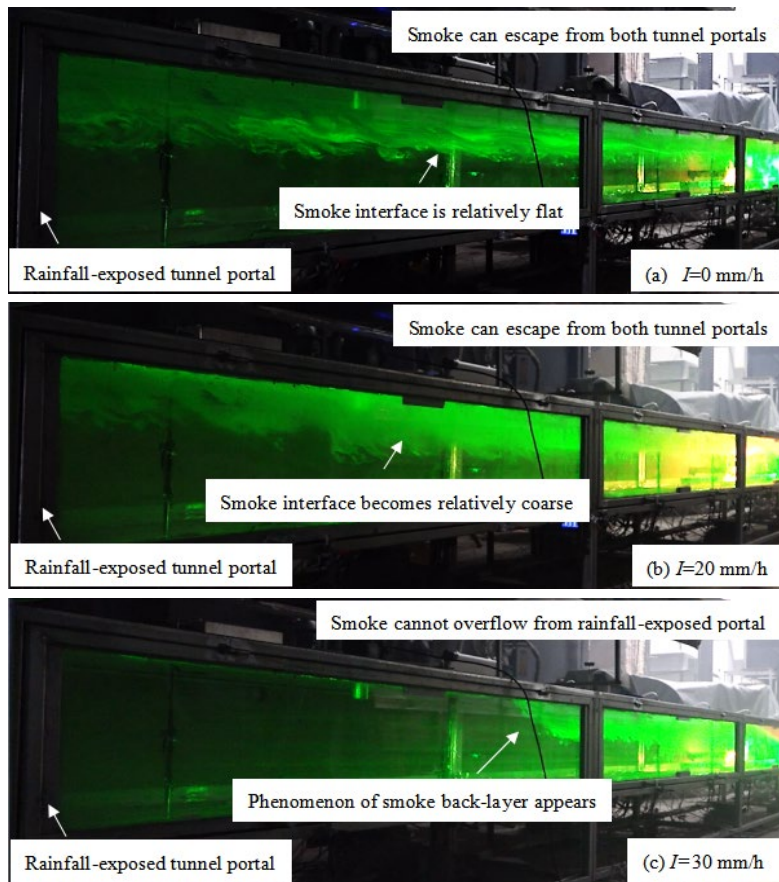 Smoke can escape from both tunnel portals
Smoke interface is relatively flat
Rainfall-exposed tunnel portal
(a) I=0 mm/h
Smoke can escape from both tunnel portals
Smoke interface becomes relatively coarse
Rainfall-exposed tunnel portal
(b) I=20 mm/h
Smoke cannot overflow from rainfall-exposed portal
Phenomenon of smoke back-layer appears
Rainfall-exposed tunnel portal
(c) I=30 mm/h